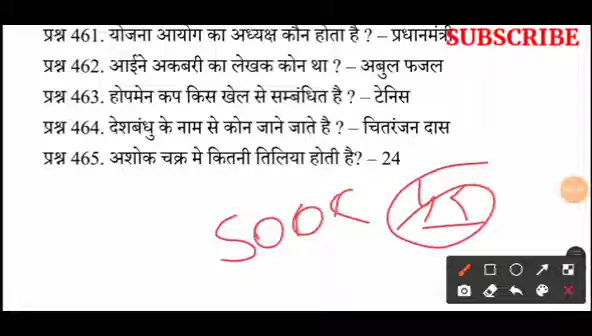 प्रश्न 461. योजना आयोग का अध्यक्ष कौन होता है ? – प्रधानमंत्री
SUBSCRIBE
प्रश्न 462. आईने अकबरी का लेखक कोन था ? – अबुल फजल
प्रश्न 463. होपमेन कप किस खेल से सम्बंधित है ? – टेनिस
प्रश्न 464. देशबंधु के नाम से कोन जाने जाते है ? – चितरंजन दास
प्रश्न 465. अशोक चक्र मे कितनी तिलिया होती है? – 24